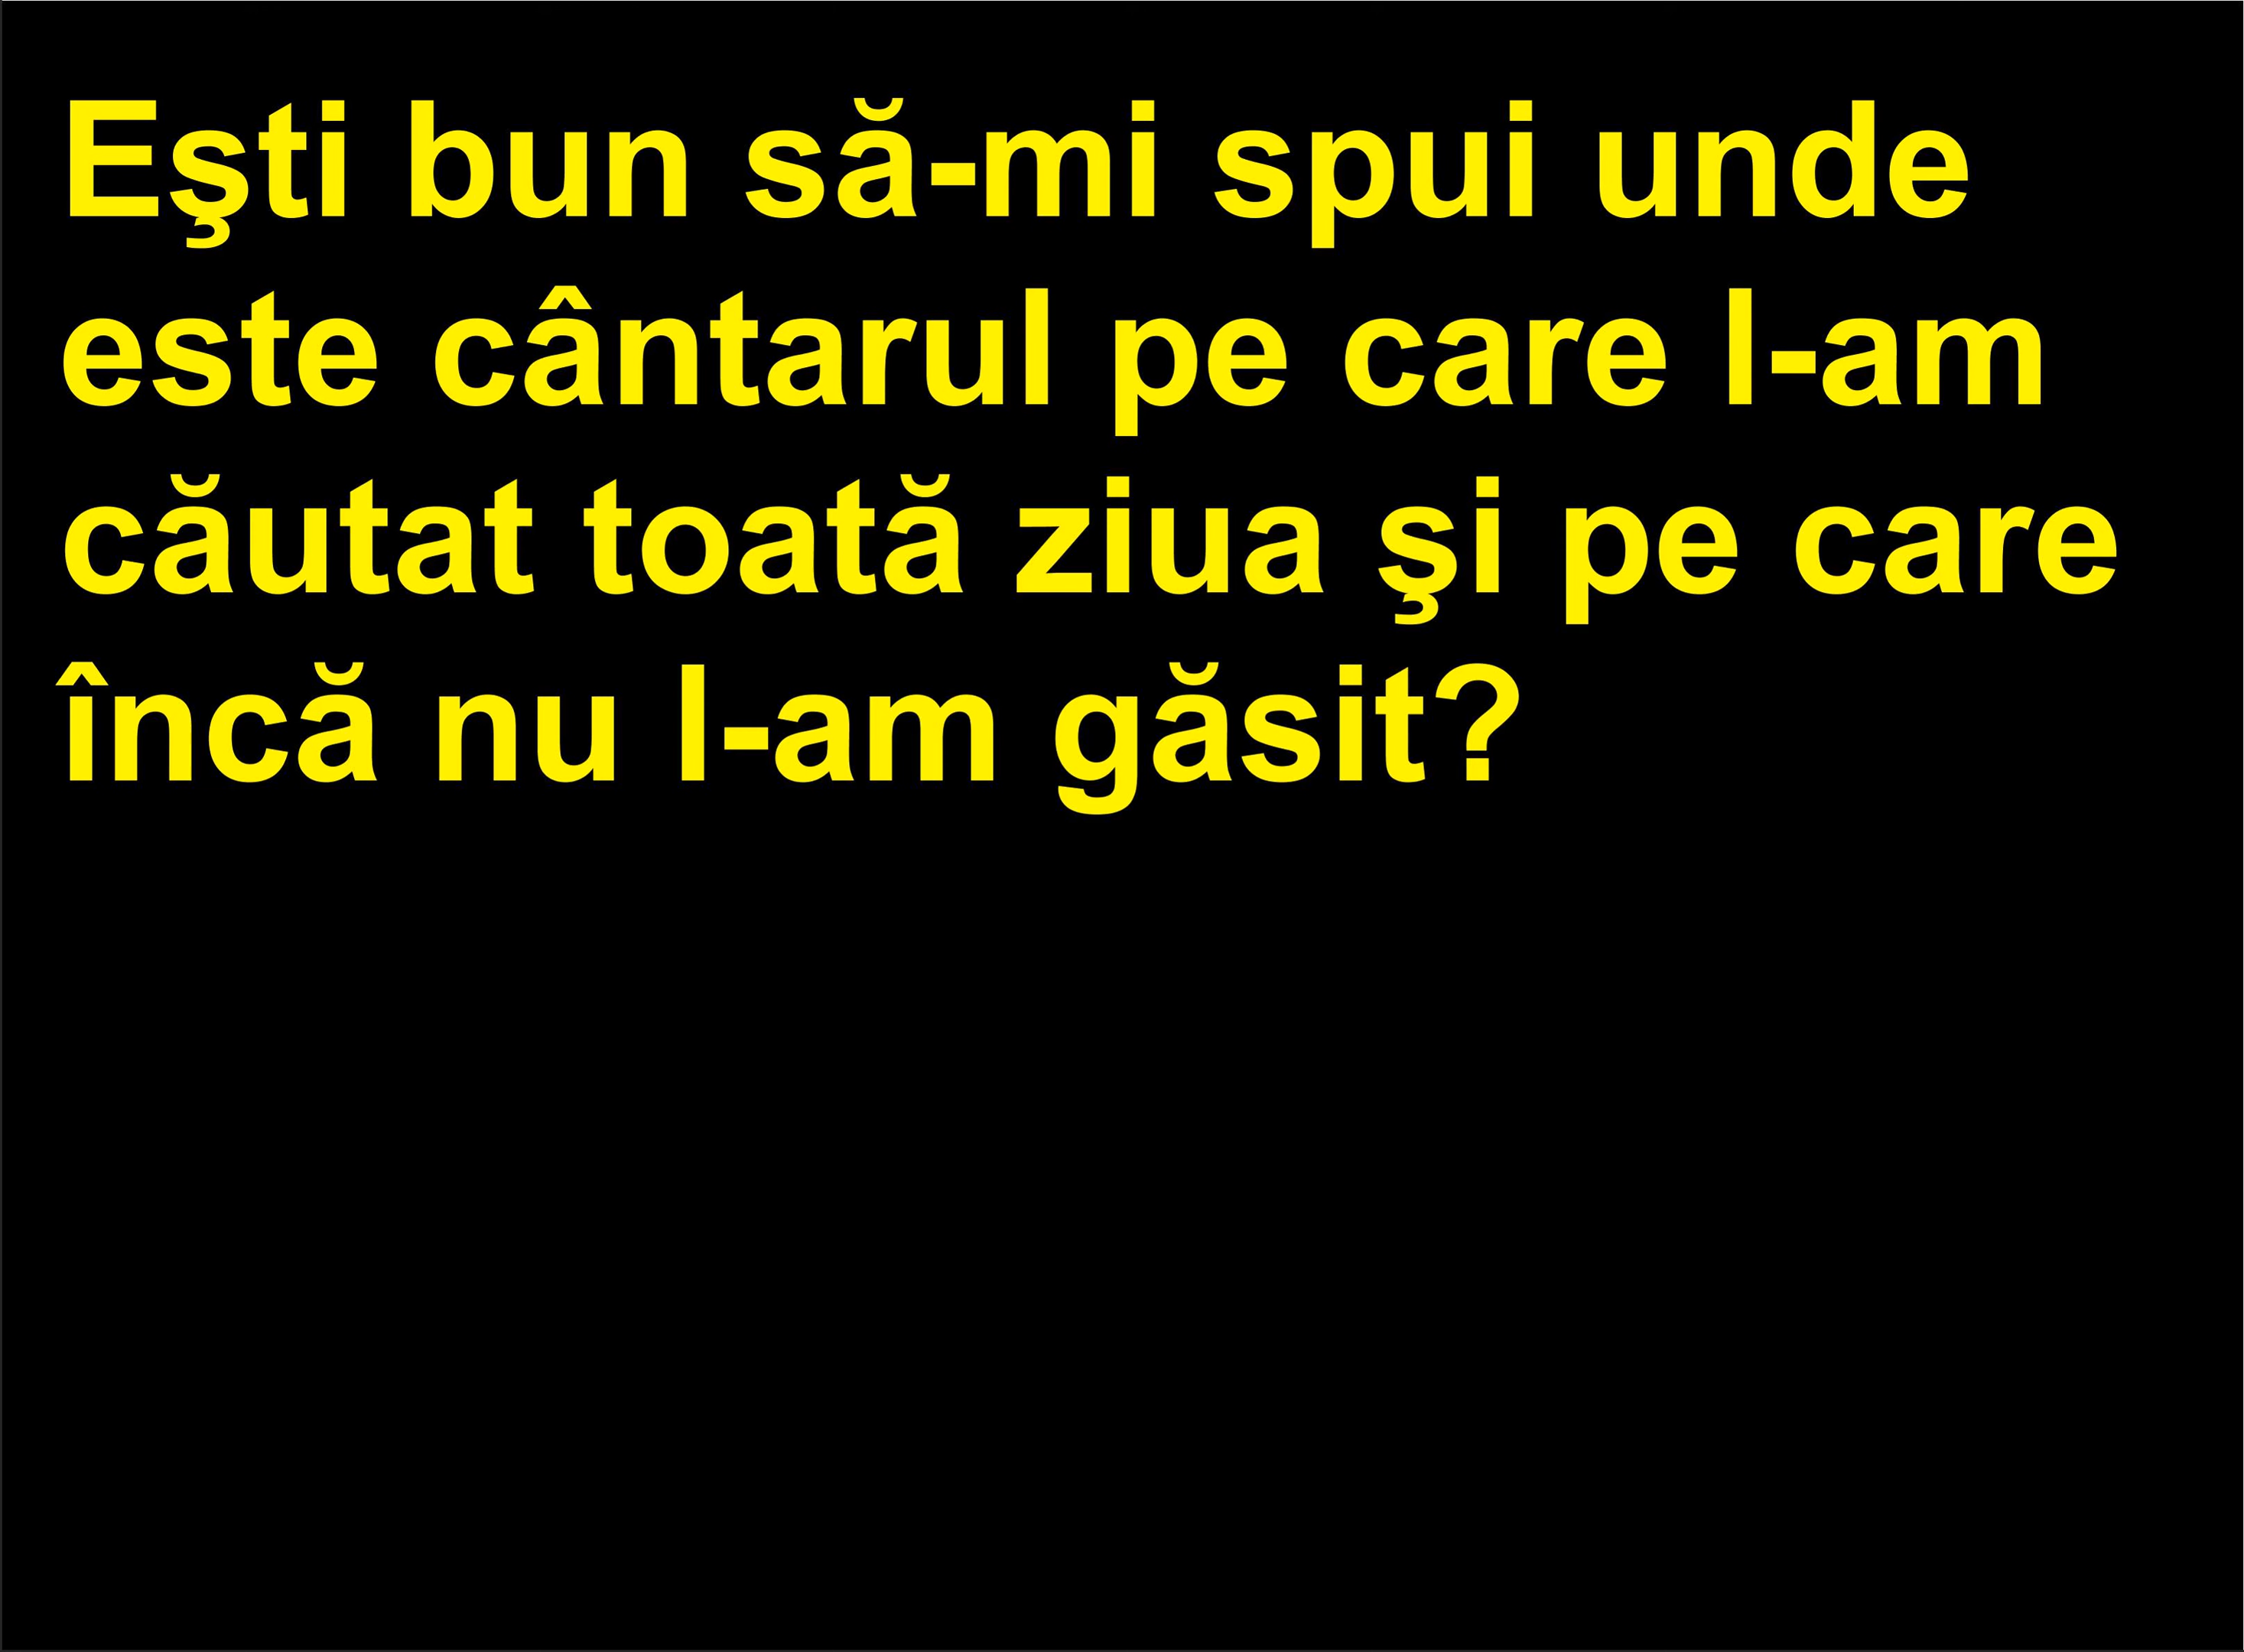 Eşti bun să-mi spui unde
este cântarul pe care l-am
căutat toată ziua şi pe care
încă nu l-am găsit?